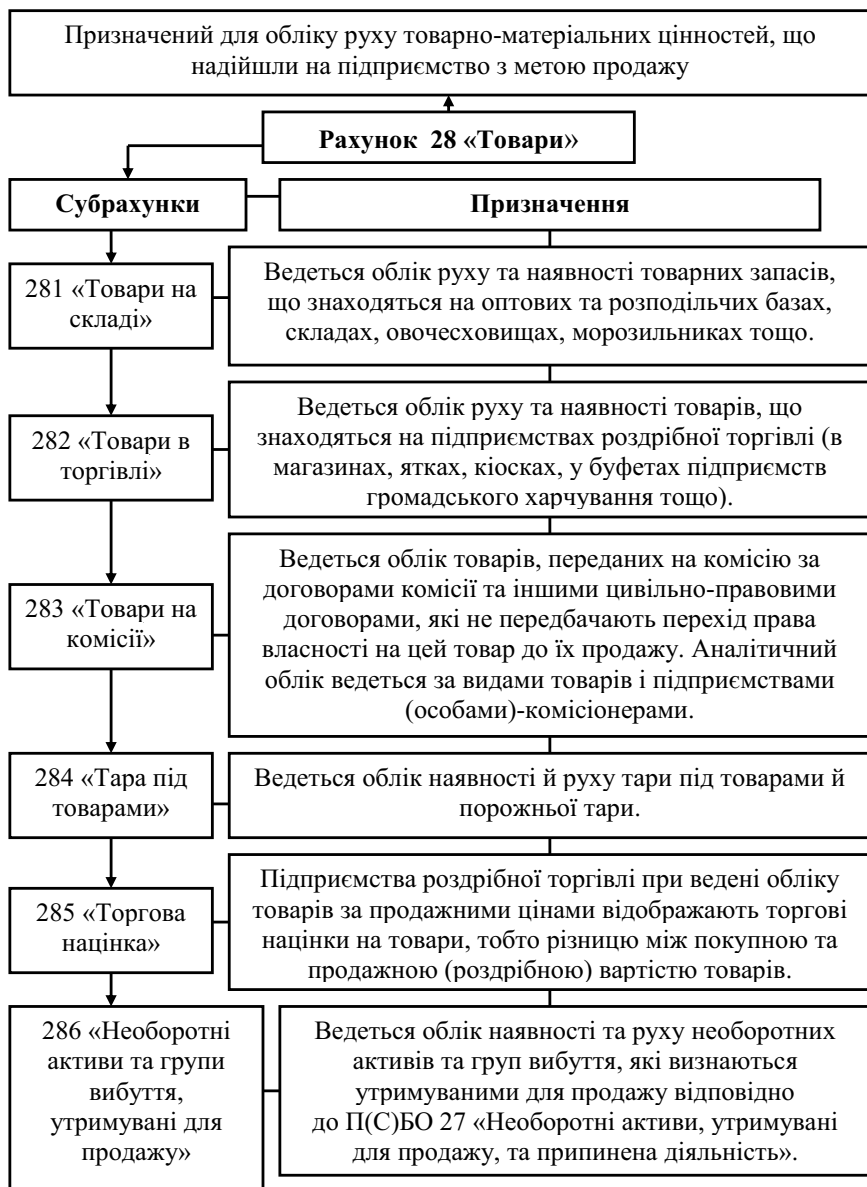 Призначений для обліку руху товарно-матеріальних цінностей, що
надійшли на підприємство з метою продажу
Рахунок 28 «Товари»
Субрахунки
Призначення
281 «Товари на
складі»
Ведеться облік руху та наявності товарних запасів,
що знаходяться на оптових та розподільчих базах,
складах, овочесховищах, морозильниках тощо.
282 «Товари в
торгівлі»
Ведеться облік руху та наявності товарів, що
знаходяться на підприємствах роздрібної торгівлі (в
магазинах, ятках, кіосках, у буфетах підприємств
громадського харчування тощо).
283 «Товари на
комісії»
Ведеться облік товарів, переданих на комісію за
договорами комісії та іншими цивільно-правовими
договорами, які не передбачають перехід права
власності на цей товар до їх продажу. Аналітичний
облік ведеться за видами товарів і підприємствами
(особами)-комісіонерами.
284 «Тара під
товарами»
Ведеться облік наявності й руху тари під товарами й
порожньої тари.
285 «Торгова
націнка»
Підприємства роздрібної торгівлі при ведені обліку
товарів за продажними цінами відображають торгові
націнки на товари, тобто різницю між покупною та
продажною (роздрібною) вартістю товарів.
286 «Необоротні
активи та групи
вибуття,
утримувані для
продажу»
Ведеться облік наявності та руху необоротних
активів та груп вибуття, які визнаються
утримуваними для продажу відповідно
до П(С)БО 27 «Необоротні активи, утримувані
для продажу, та припинена діяльність».